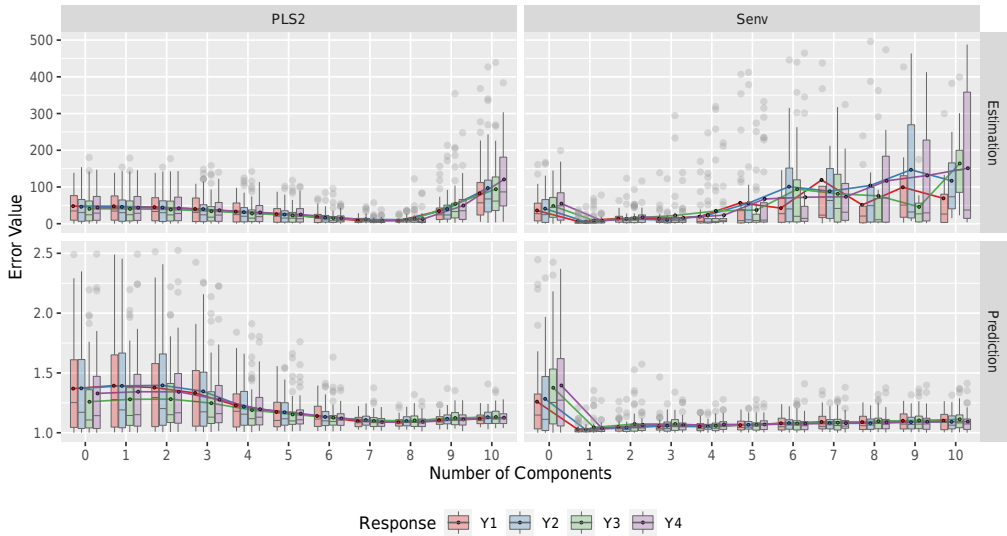 PLS2 Senv
500
400
300
200
100
0
Estimation
2.5
2.0
1.5
1.0
Prediction
Error Value
0 1 2 3 4 5 6 7 8 9 10 0 1 2 3 4 5 6 7 8 9 10
Number of Components
Response Y1 Y2 Y3 Y4